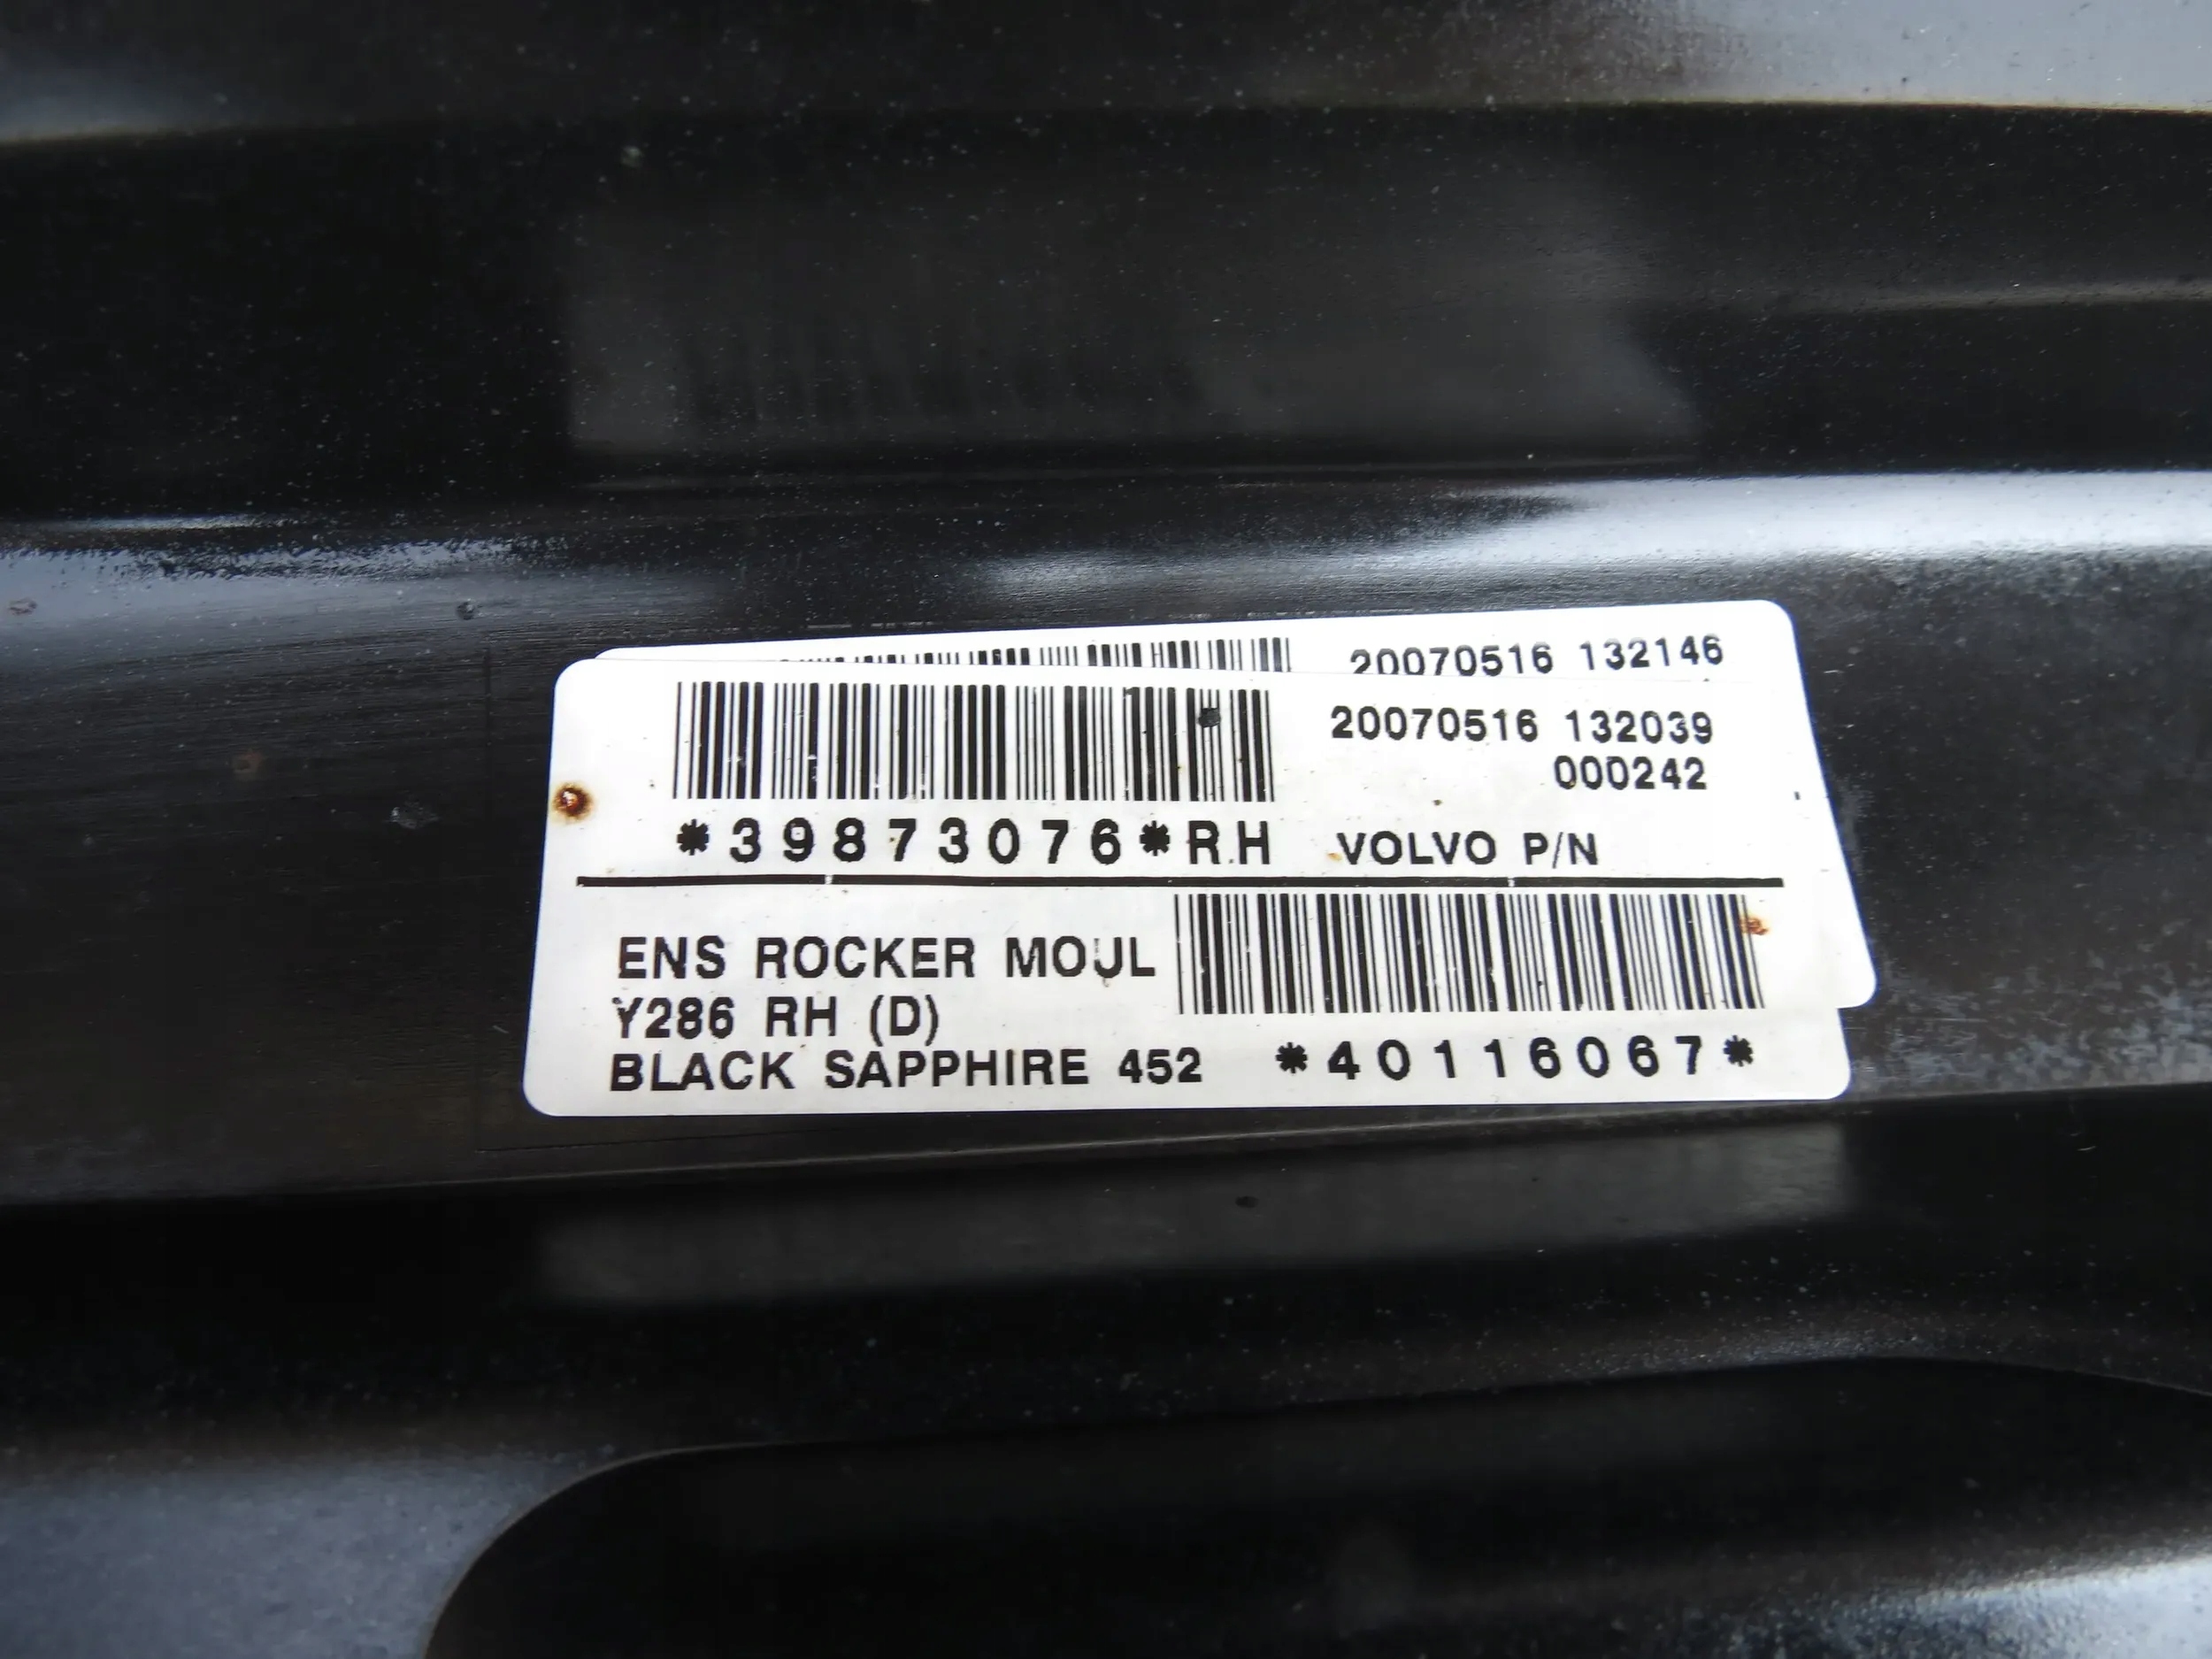 20070516 132146
20070516 132039
000242
*39873076*RH VOLVO P/N
ENS ROCKER MOUL
Y286 RH (D)
BLACK SAPPHIRE 452 *40116067*